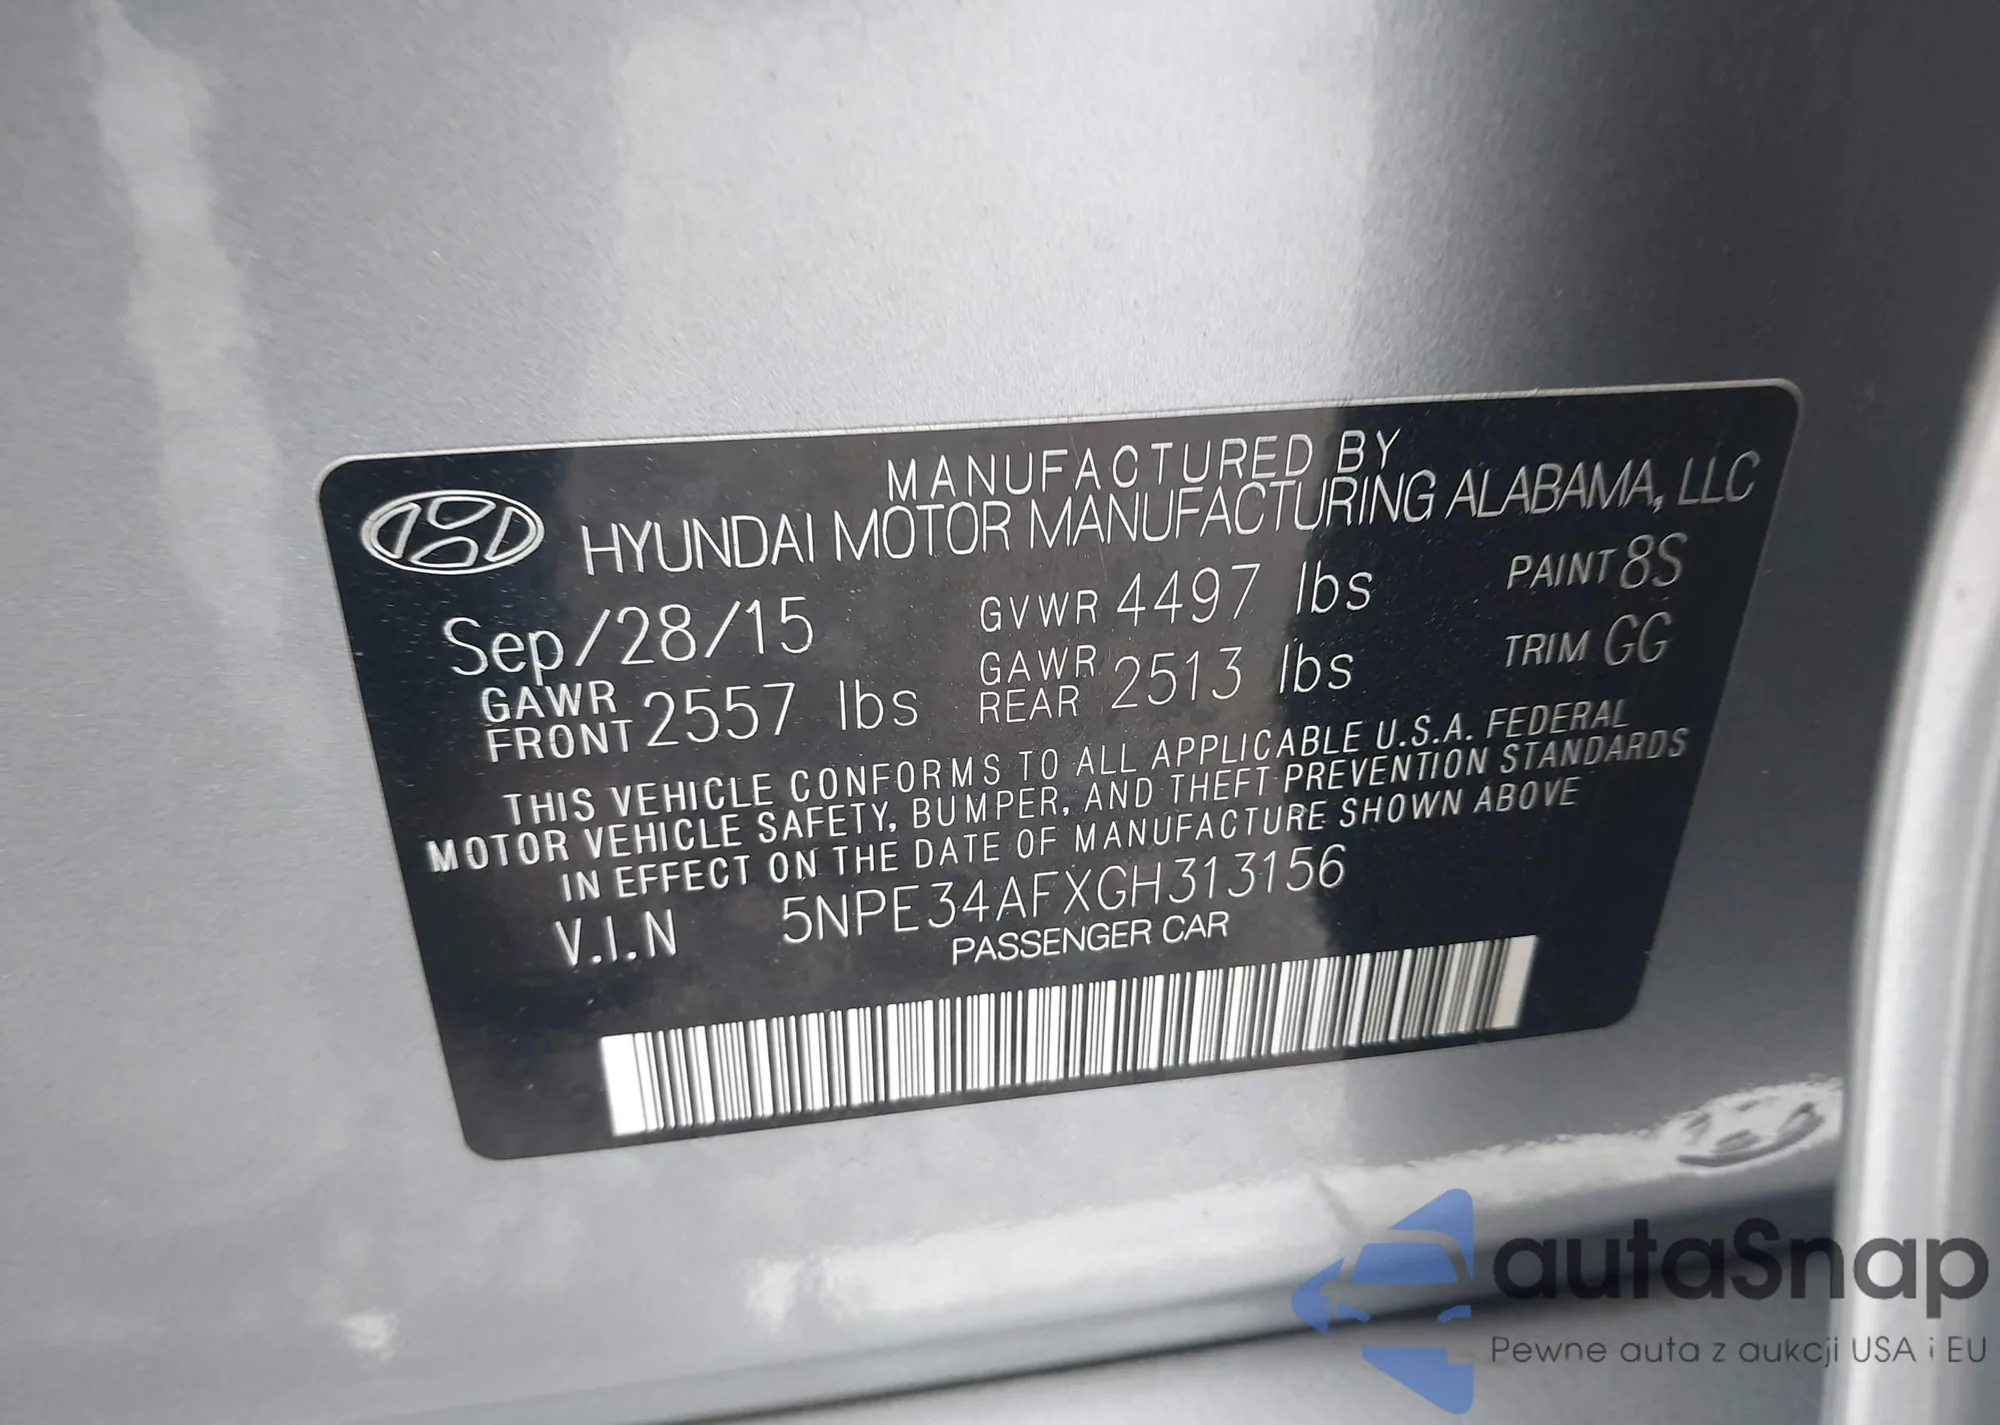 MANUFACTURED BY
HYUNDAI MOTOR MANUFACTURING ALABAMA, LLC
Sep/28/15 GVWR 4497 lbs PAINT 8S
GAWR FRONT 2557 lbs GAWR REAR 2513 lbs TRIM GG
THIS VEHICLE CONFORMS TO ALL APPLICABLE U.S.A. FEDERAL
MOTOR VEHICLE SAFETY, BUMPER, AND THEFT PREVENTION STANDARDS
IN EFFECT ON THE DATE OF MANUFACTURE SHOWN ABOVE
V.I.N 5NPE34AFXGH313156
PASSENGER CAR
autaSnap
Pewne auta z aukcji USA i EU